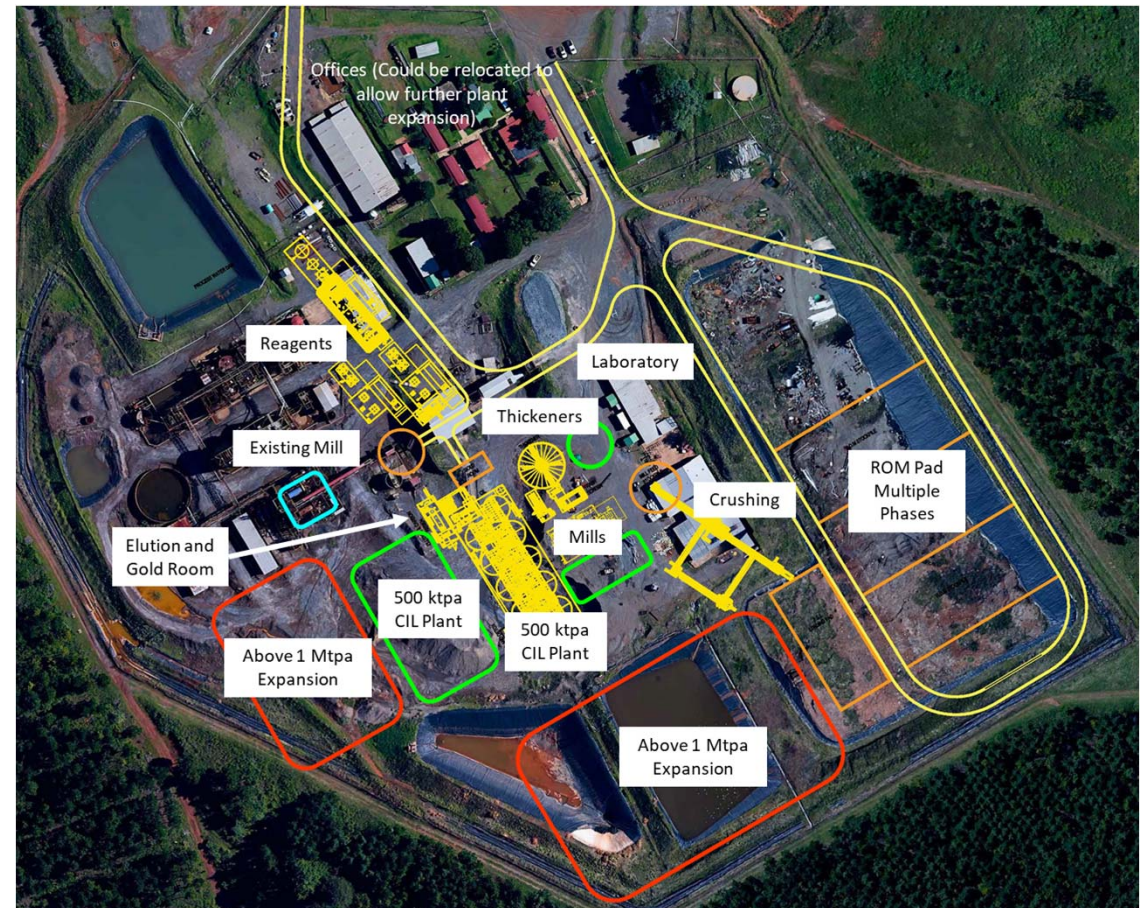 Offices (Could be relocated to
allow further plant
expansion)
Reagents
Laboratory
Thickeners
Existing Mill
Crushing
ROM Pad
Multiple
Phases
Elution and
Gold Room
Mills
500 ktpa
CIL Plant
500 ktpa
CIL Plant
Above 1 Mtpa
Expansion
Above 1 Mtpa
Expansion